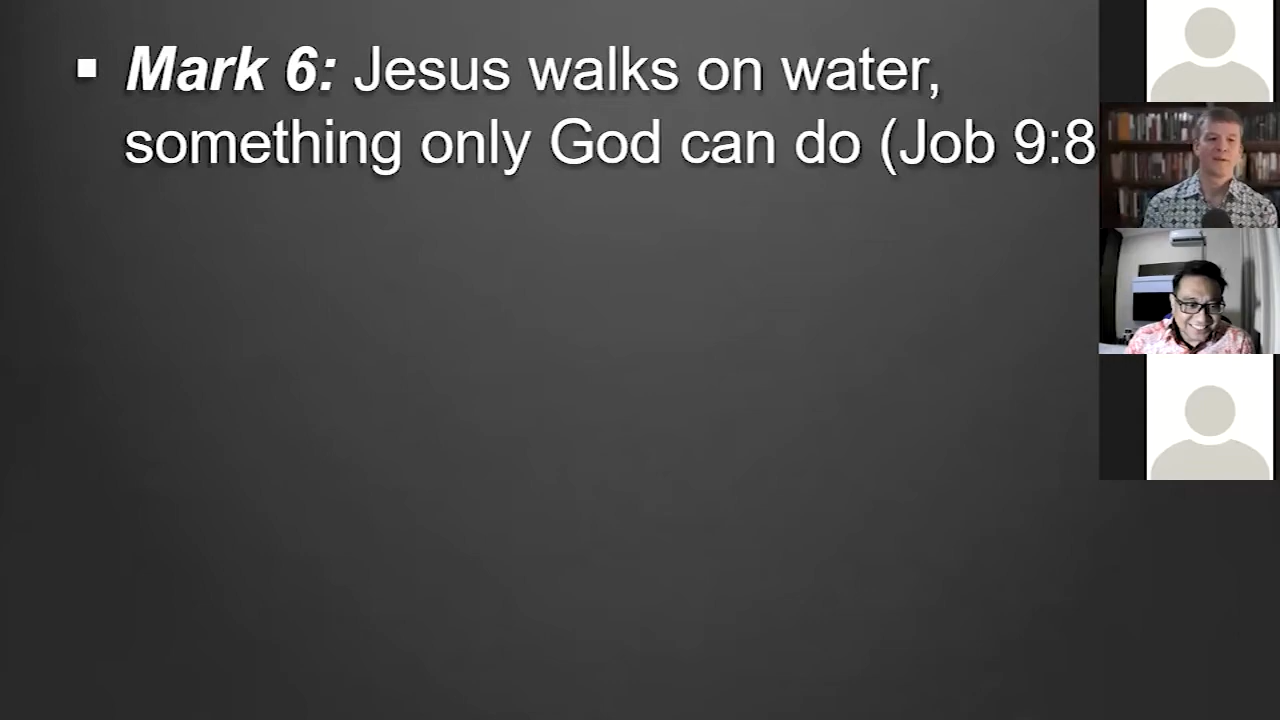 ▪ Mark 6: Jesus walks on water,
something only God can do (Job 9:8